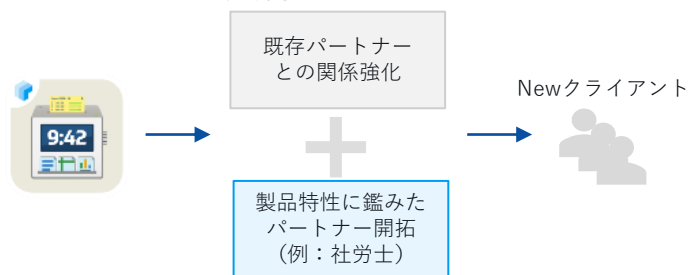 既存パートナー
との関係強化
Newクライアント
9:42
製品特性に鑑みた
パートナー開拓
（例：社労士）